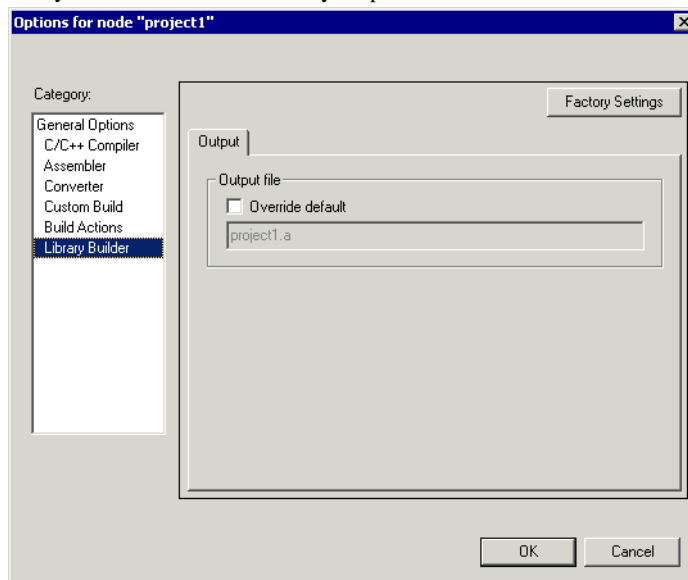 Options for node "project1"
Category:
Factory Settings
General Options
C/C++ Compiler
Assembler
Converter
Custom Build
Build Actions
Library Builder
Output
Output file
Override default
project1.a
OK
Cancel